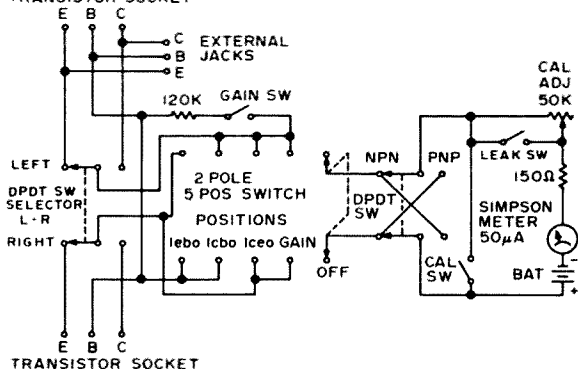 TRANSISTOR SOCKET
E B C
C EXTERNAL
B JACKS
E
120K GAIN SW
CAL
ADJ
50K
LEFT
NPN PNP
LEAK SW
DPDT SW
SELECTOR
L-R
2 POLE
5 POS SWITCH
DPDT
SW
150Ω
POSITIONS
SIMPSON
METER
50μA
RIGHT
Iebo Icbo Iceo GAIN
OFF
CAL
SW
BAT
-
+
E B C
TRANSISTOR SOCKET